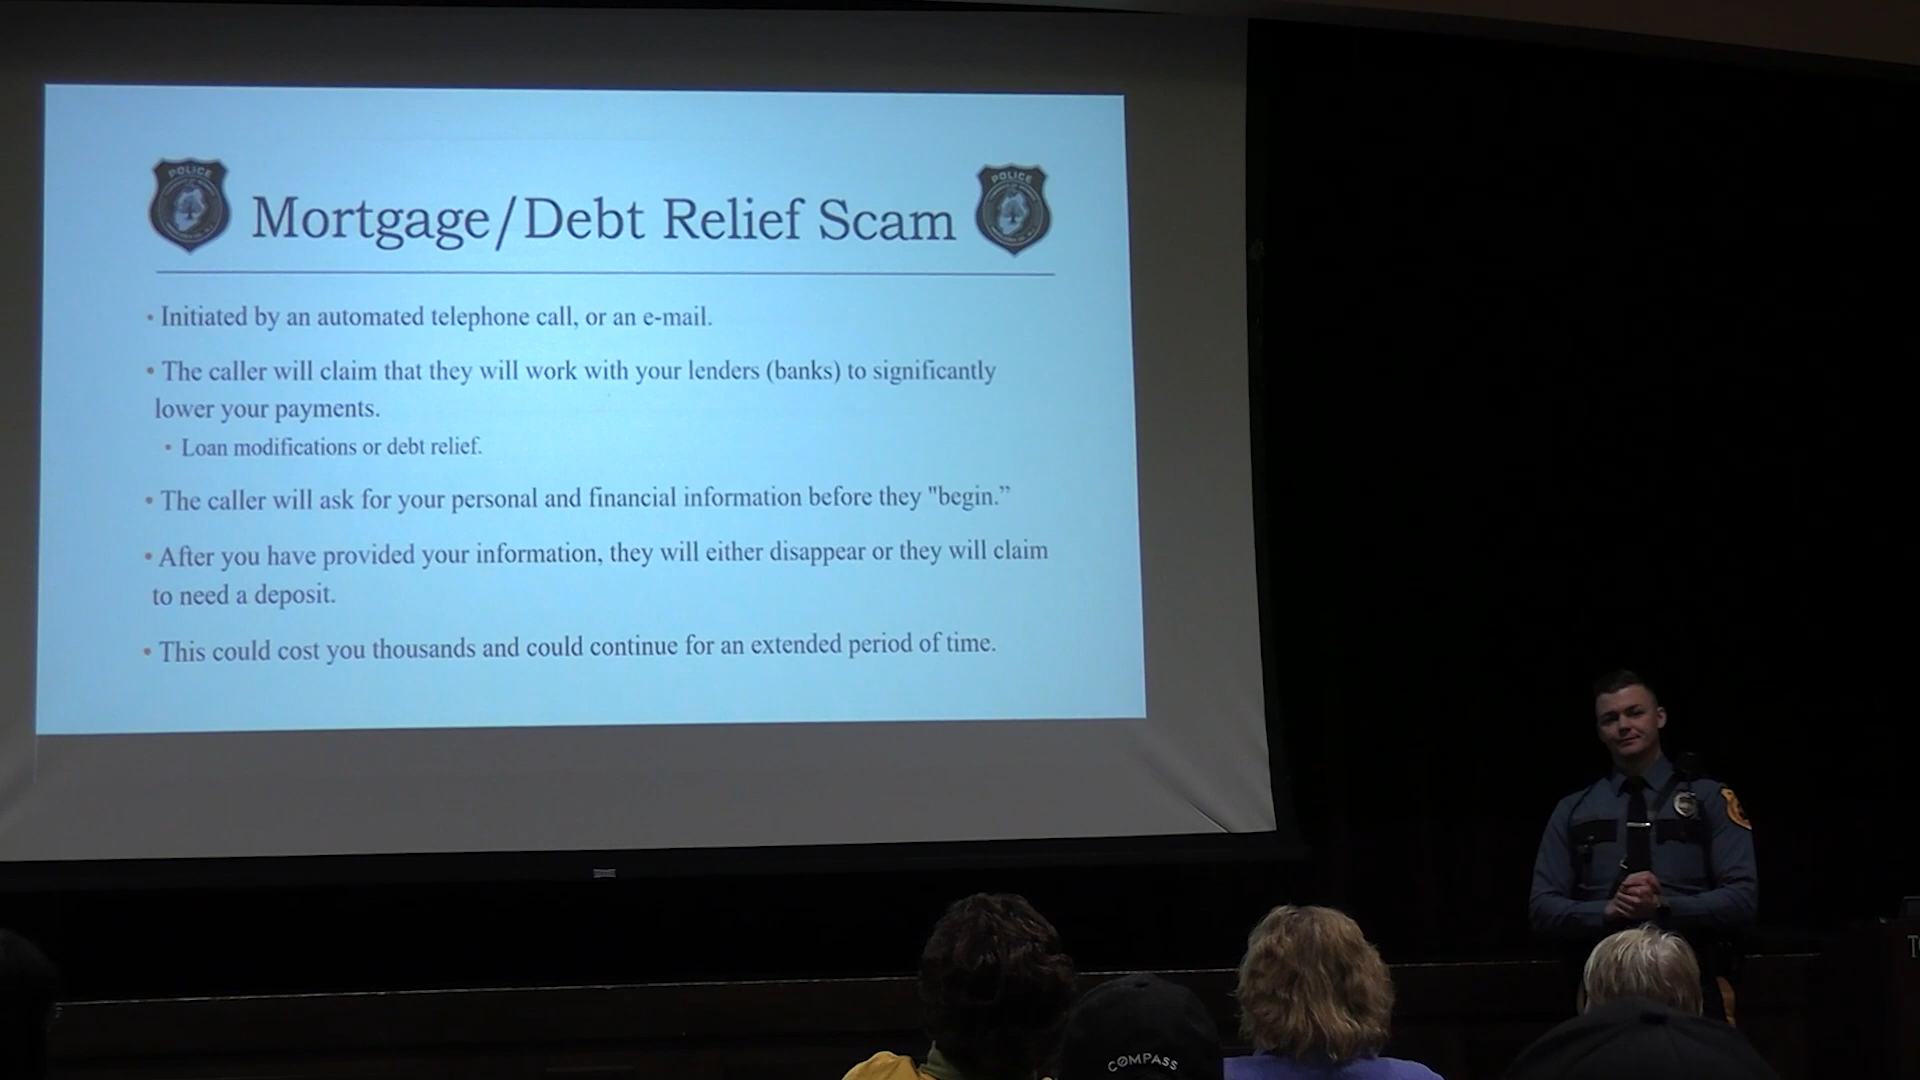 POLICE
POLICE
Mortgage/Debt Relief Scam
• Initiated by an automated telephone call, or an e-mail.
• The caller will claim that they will work with your lenders (banks) to significantly
lower your payments.
• Loan modifications or debt relief.
• The caller will ask for your personal and financial information before they "begin.”
• After you have provided your information, they will either disappear or they will claim
to need a deposit.
• This could cost you thousands and could continue for an extended period of time.
COMPASS